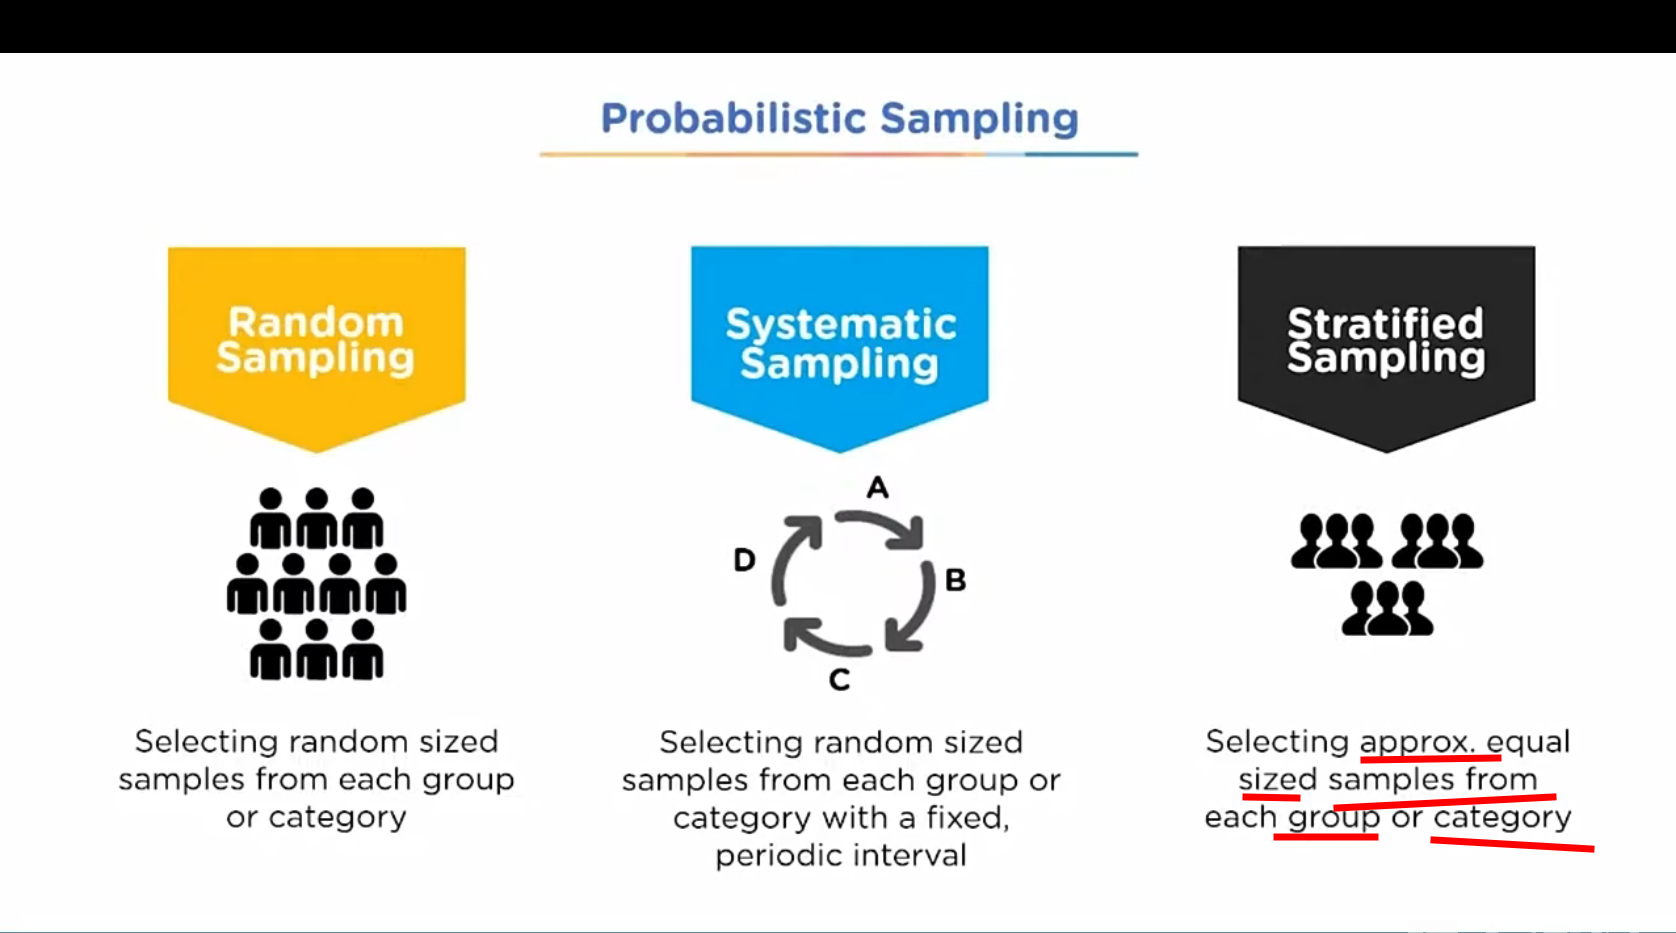 Probabilistic Sampling
Random
Sampling
Selecting random sized
samples from each group
or category
Systematic
Sampling
A
B
C
D
Selecting random sized
samples from each group or
category with a fixed,
periodic interval
Stratified
Sampling
Selecting approx. equal
sized samples from
each group or category